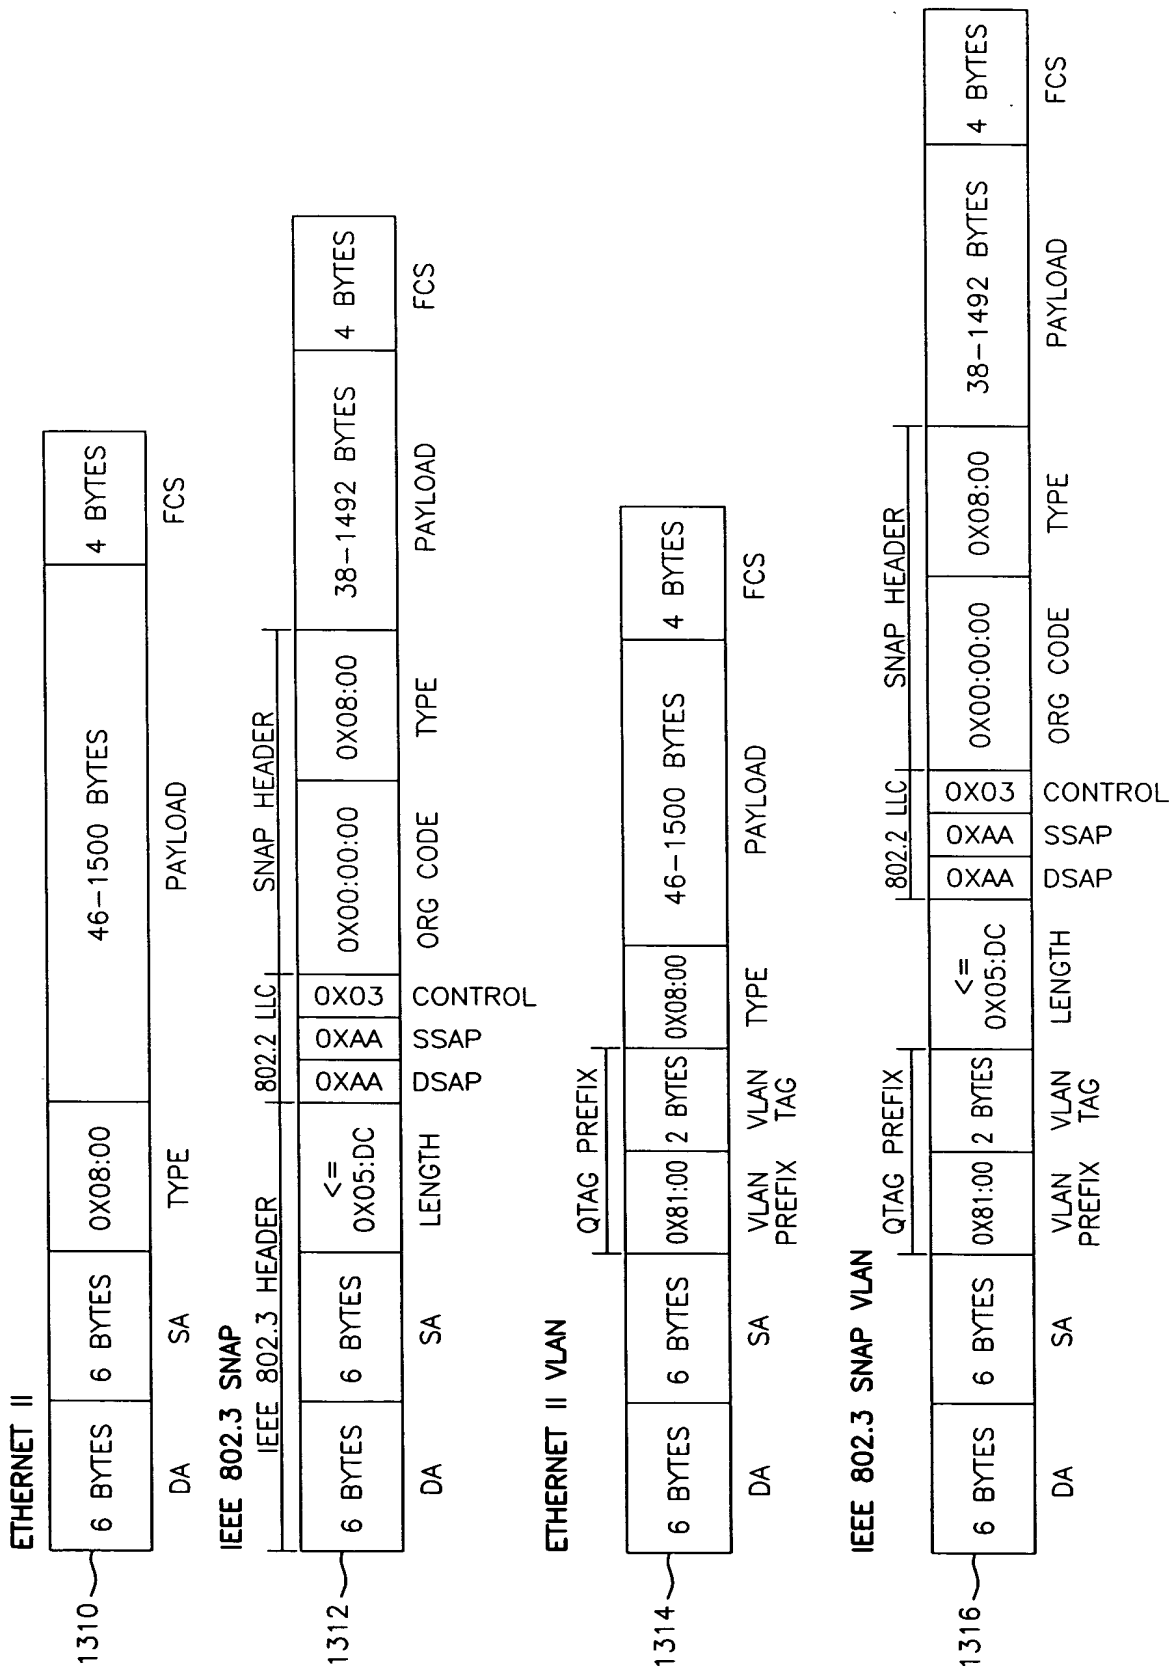 ETHERNET II
1310
6 BYTES 6 BYTES 0X08:00 46-1500 BYTES 4 BYTES
DA SA TYPE PAYLOAD FCS
IEEE 802.3 SNAP
IEEE 802.3 HEADER 802.2 LLC SNAP HEADER
1312
6 BYTES 6 BYTES <= 0X05:DC 0XAA 0XAA 0X03 0X00:00:00 0X08:00 38-1492 BYTES 4 BYTES
DA SA LENGTH DSAP SSAP CONTROL ORG CODE TYPE PAYLOAD FCS
ETHERNET II VLAN
QTAG PREFIX
1314
6 BYTES 6 BYTES 0X81:00 2 BYTES 0X08:00 46-1500 BYTES 4 BYTES
DA SA VLAN PREFIX VLAN TAG TYPE PAYLOAD FCS
IEEE 802.3 SNAP VLAN
QTAG PREFIX 802.2 LLC SNAP HEADER
1316
6 BYTES 6 BYTES 0X81:00 2 BYTES <= 0X05:DC 0XAA 0XAA 0X03 0X00:00:00 0X08:00 38-1492 BYTES 4 BYTES
DA SA VLAN PREFIX VLAN TAG LENGTH DSAP SSAP CONTROL ORG CODE TYPE PAYLOAD FCS